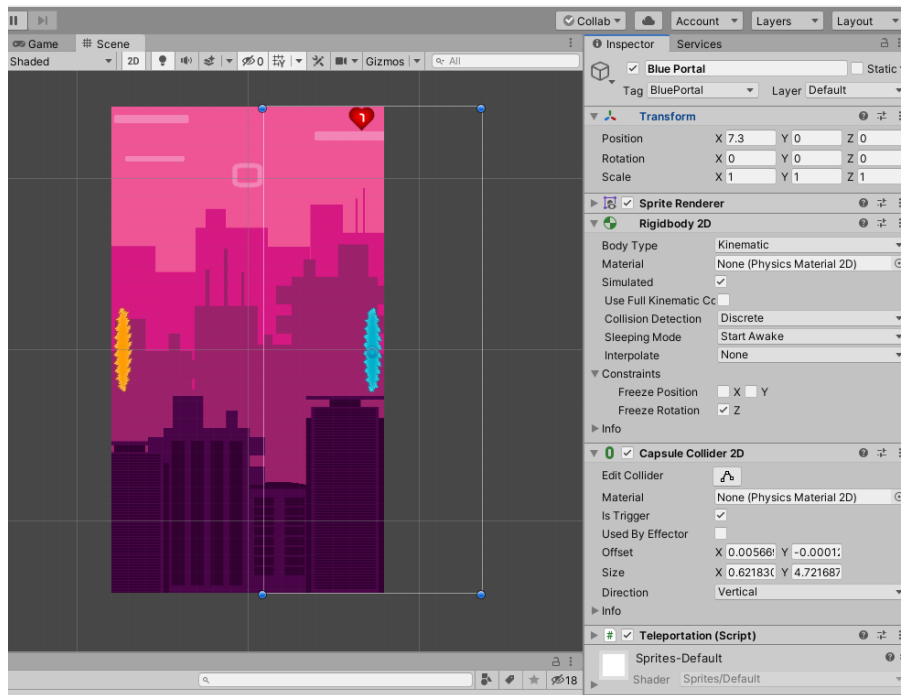 Collab Account Layers Layout
Game Scene
Inspector Services
Shaded 2D 0 Gizmos All
Blue Portal Static
Tag BluePortal Layer Default
Transform
Position X 7.3 Y 0 Z 0
Rotation X 0 Y 0 Z 0
Scale X 1 Y 1 Z 1
Sprite Renderer
Rigidbody 2D
Body Type Kinematic
Material None (Physics Material 2D)
Simulated
Use Full Kinematic Co
Collision Detection Discrete
Sleeping Mode Start Awake
Interpolate None
Constraints
Freeze Position X Y
Freeze Rotation Z
Info
Capsule Collider 2D
Edit Collider
Material None (Physics Material 2D)
Is Trigger
Used By Effector
Offset X 0.00566 Y -0.0001
Size X 0.62183 Y 4.721687
Direction Vertical
Info
Teleportation (Script)
Sprites-Default
Shader Sprites/Default
18